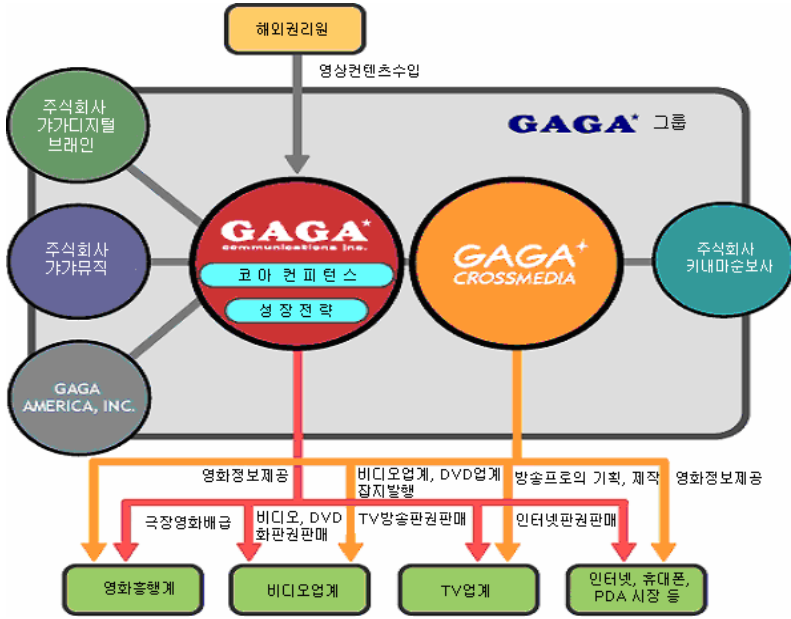 해외권리원
영상컨텐츠수입
GAGA 그룹
주식회사
갸가디지털
브래인
주식회사
갸가뮤직
GAGA
AMERICA, INC.
GAGA
communications Inc.
코아 컨피턴스
성장전략
GAGA
CROSSMEDIA
주식회사
키내마순보사
영화정보제공
비디오업계, DVD업계
잡지발행
방송프로의 기획, 제작
영화정보제공
극장영화배급
비디오, DVD
화판권판매
TV방송판권판매
인터넷판권판매
영화흥행계
비디오업계
TV업계
인터넷, 휴대폰,
PDA 시장 등